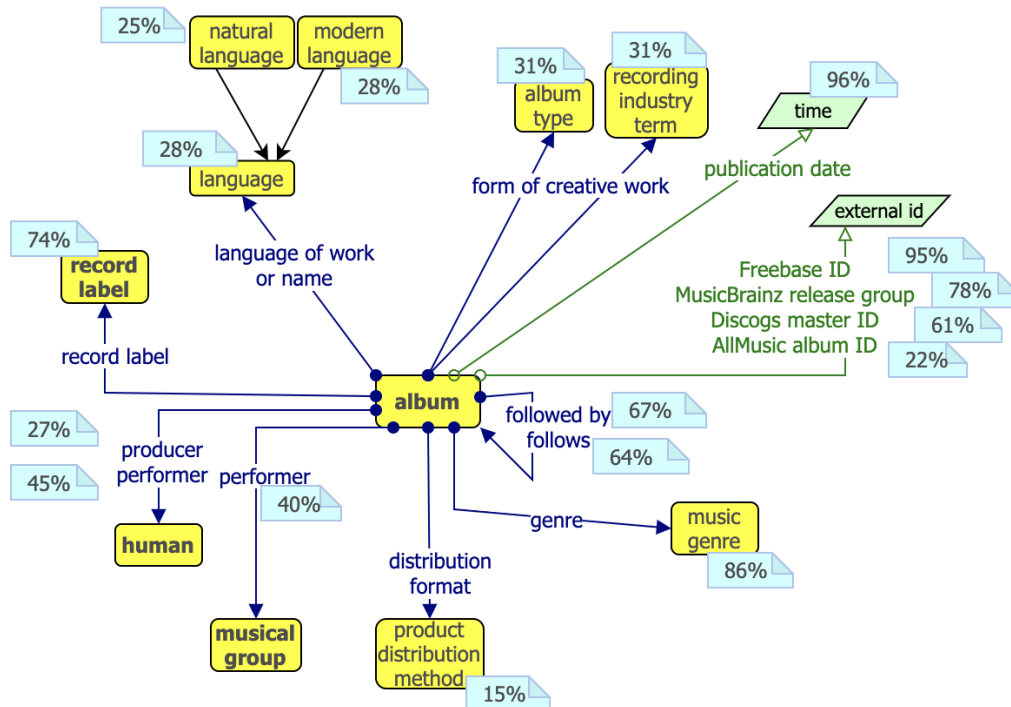 25%
natural
language
modern
language
28%
28%
language
31%
album
type
31%
recording
industry
term
96%
time
form of creative work
publication date
external id
74%
record
label
language of work
or name
Freebase ID
95%
MusicBrainz release group
78%
Discogs master ID
61%
AllMusic album ID
22%
record label
album
followed by
67%
follows
64%
27%
producer
performer
45%
performer
40%
human
genre
music
genre
86%
distribution
format
musical
group
product
distribution
method
15%